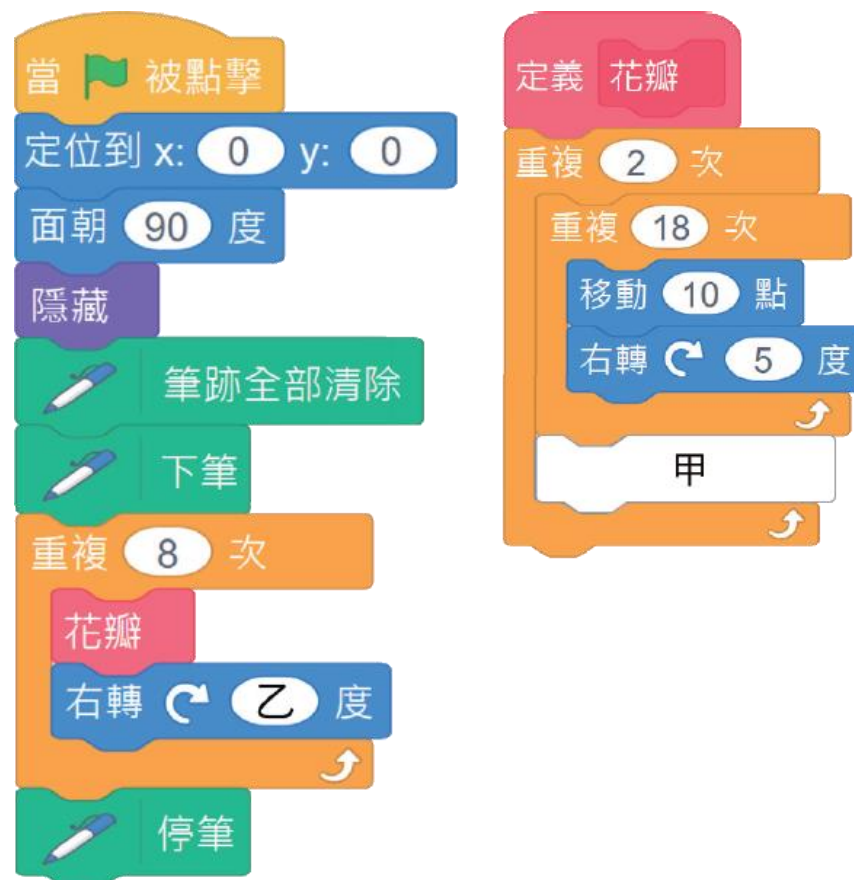 當 被點擊
定位到 x: 0 y: 0
面朝 90 度
隱藏
筆跡全部清除
下筆
重複 8 次
花瓣
右轉 乙 度
停筆
定義 花瓣
重複 2 次
重複 18 次
移動 10 點
右轉 5 度
甲